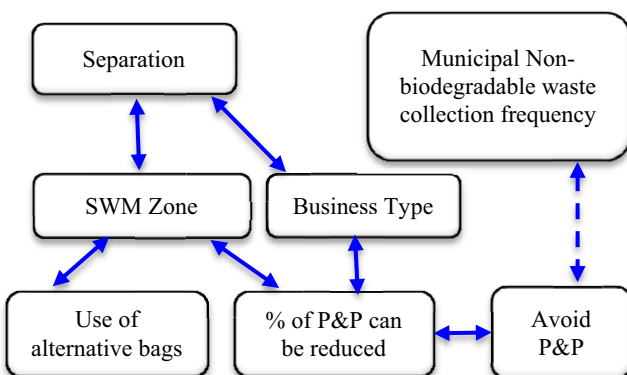 Separation
Municipal Non-
biodegradable waste
collection frequency
SWM Zone
Business Type
Use of
alternative bags
% of P&P can
be reduced
Avoid
P&P